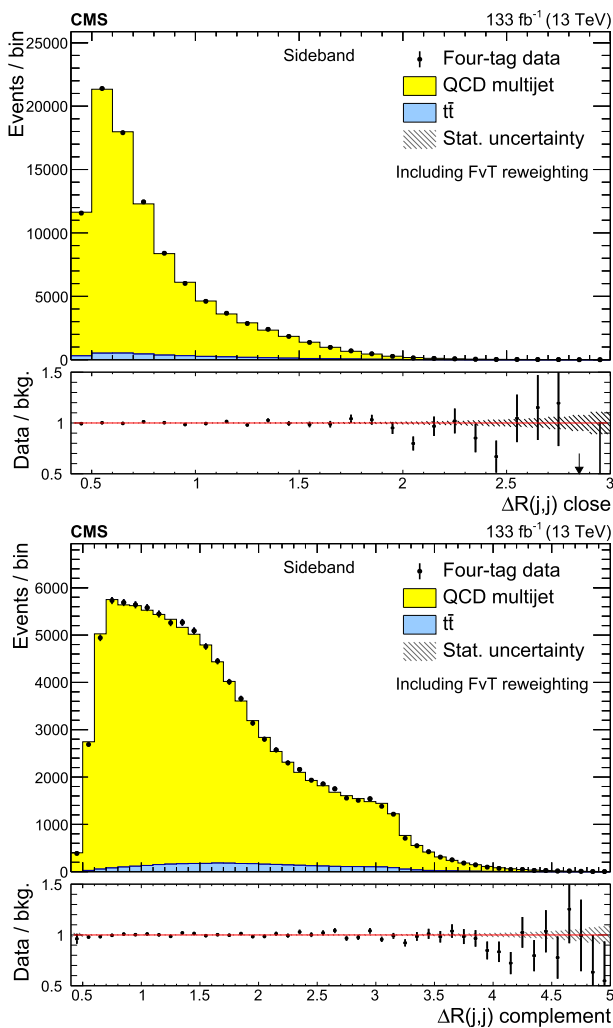 CMS 133 fb⁻¹ (13 TeV)
Events / bin
25000
20000
15000
10000
5000
0
Sideband
Four-tag data
QCD multijet
tt̄
Stat. uncertainty
Including FvT reweighting
Data / bkg.
1.5
1
0.5
0.5 1 1.5 2 2.5 3
ΔR(j,j) close
CMS 133 fb⁻¹ (13 TeV)
Events / bin
6000
5000
4000
3000
2000
1000
0
Sideband
Four-tag data
QCD multijet
tt̄
Stat. uncertainty
Including FvT reweighting
Data / bkg.
1.5
1
0.5
0.5 1 1.5 2 2.5 3 3.5 4 4.5 5
ΔR(j,j) complement